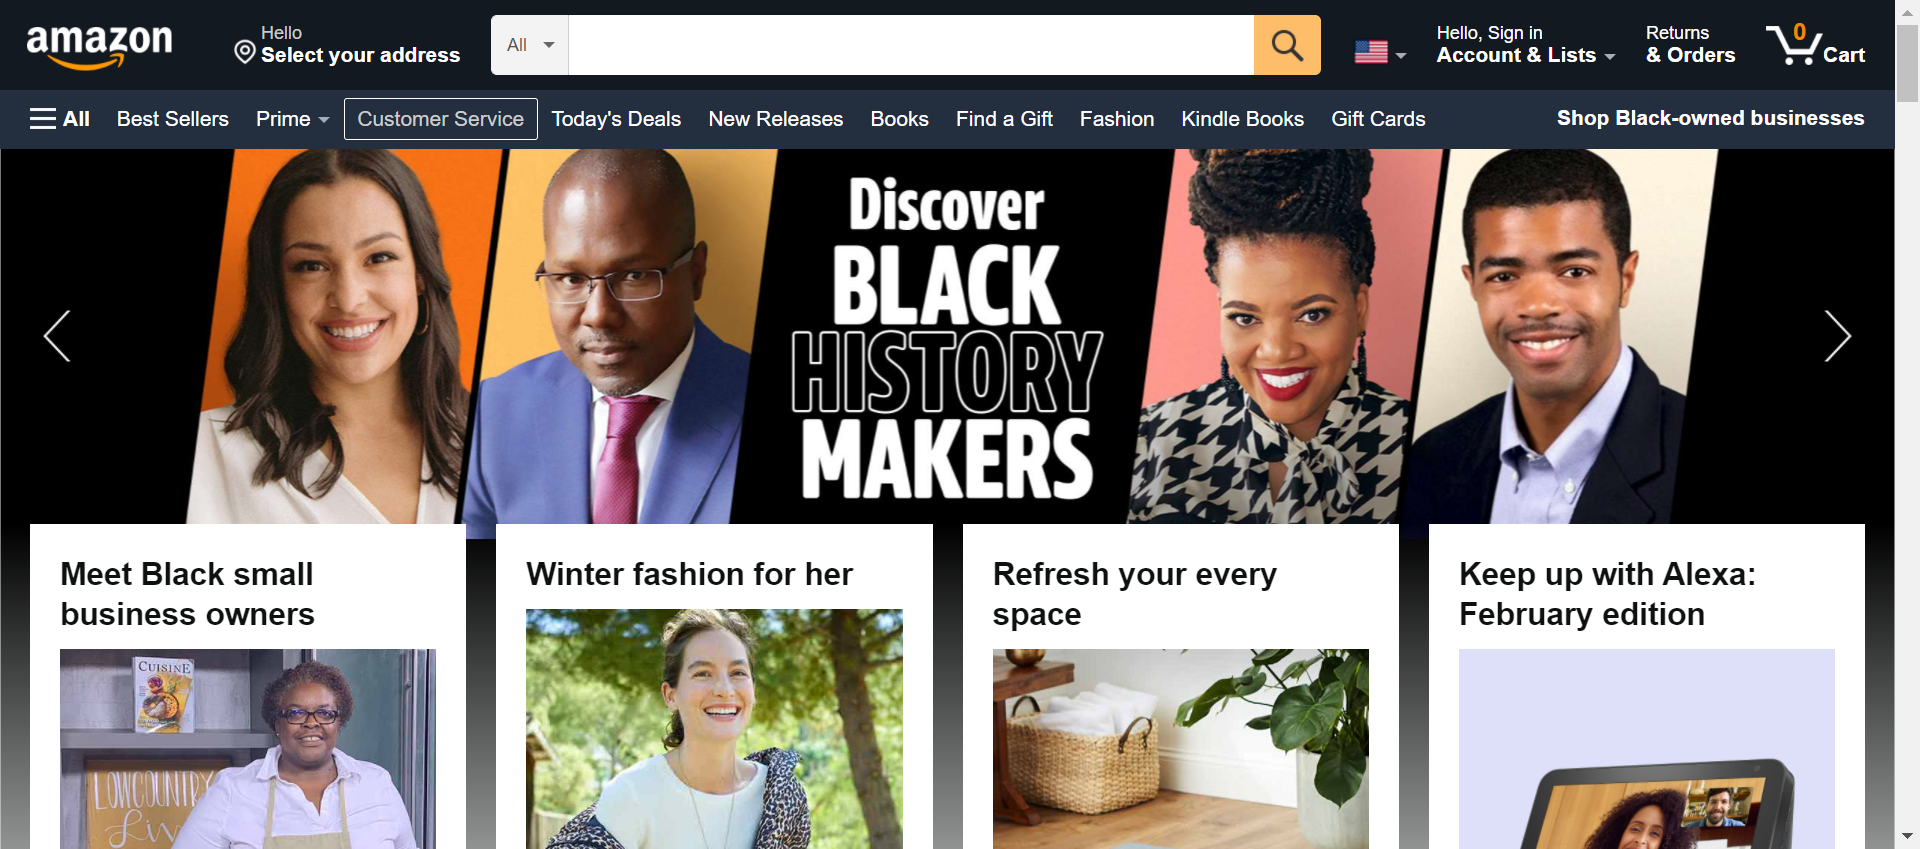 amazon
Hello
Select your address
All
Hello, Sign in
Account & Lists
Returns
& Orders
0
Cart
All
Best Sellers
Prime
Customer Service
Today's Deals
New Releases
Books
Find a Gift
Fashion
Kindle Books
Gift Cards
Shop Black-owned businesses
Discover
BLACK
HISTORY
MAKERS
Meet Black small
business owners
Winter fashion for her
Refresh your every
space
Keep up with Alexa:
February edition
CUISINE
LOWCOUNTRY
Liv